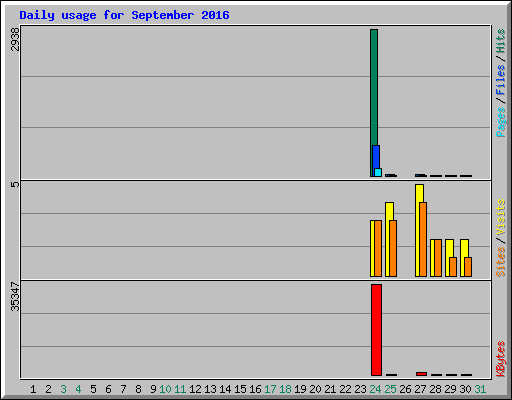 Daily usage for September 2016
2938
Pages / Files / Hits
5
Sites / Visits
35347
KBytes
1 2 3 4 5 6 7 8 9 10 11 12 13 14 15 16 17 18 19 20 21 22 23 24 25 26 27 28 29 30 31